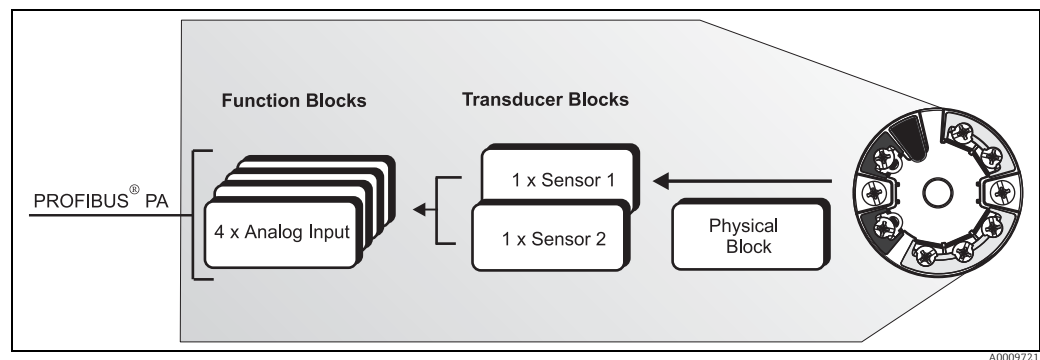 Function Blocks
Transducer Blocks
PROFIBUS® PA
4 x Analog Input
1 x Sensor 1
1 x Sensor 2
Physical
Block
A0009721